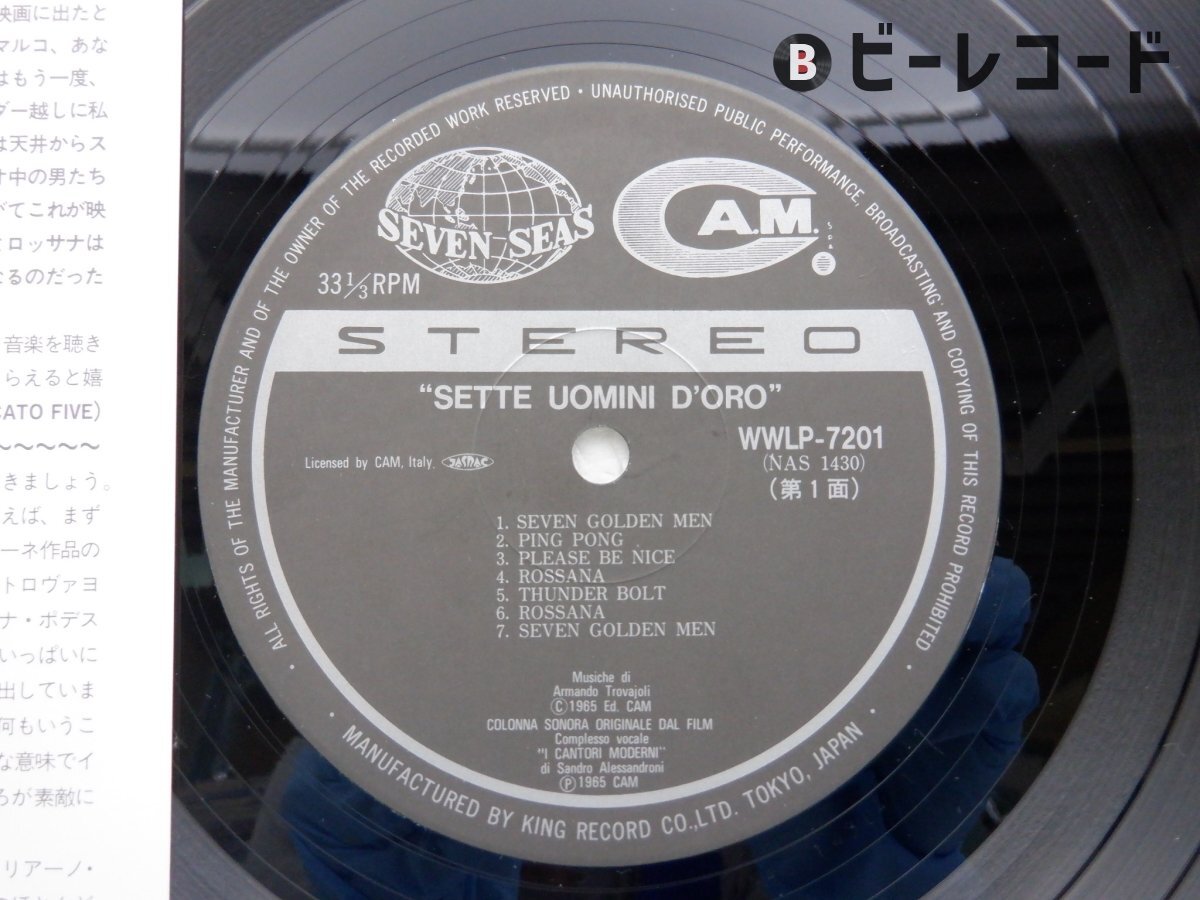 映画に出たと
マルコ、あな
はもう一度、
ダー越しに私
は天井からス
オ中の男たち
がてこれが映
とロッサナは
なるのだった
音楽を聴き
らえると嬉
CATO FIVE)
〜〜〜〜〜
きましょう。
えば、まず
ーネ作品の
トロヴァヨ
ナ・ポデス
いっぱいに
出していま
何もいうこ
な意味でイ
ろが素敵に
リアーノ・
B ビーレコード
ALL RIGHTS OF THE MANUFACTURER AND OF THE OWNER OF THE RECORDED WORK RESERVED • UNAUTHORISED PUBLIC PERFORMANCE, BROADCASTING AND COPYING OF THIS RECORD PROHIBITED
SEVEN SEAS
CAM
SpA
33 1/3 RPM
STEREO
“SETTE UOMINI D'ORO”
WWLP-7201
(NAS 1430)
(第1面)
Licensed by CAM, Italy. JASRAC
1. SEVEN GOLDEN MEN
2. PING PONG
3. PLEASE BE NICE
4. ROSSANA
5. THUNDER BOLT
6. ROSSANA
7. SEVEN GOLDEN MEN
Musiche di
Armando Trovajoli
Ⓒ1965 Ed. CAM
COLONNA SONORA ORIGINALE DAL FILM
Complesso vocale
"I CANTORI MODERNI"
di Sandro Alessandroni
Ⓟ1965 CAM
• MANUFACTURED BY KING RECORD CO.,LTD. TOKYO, JAPAN •